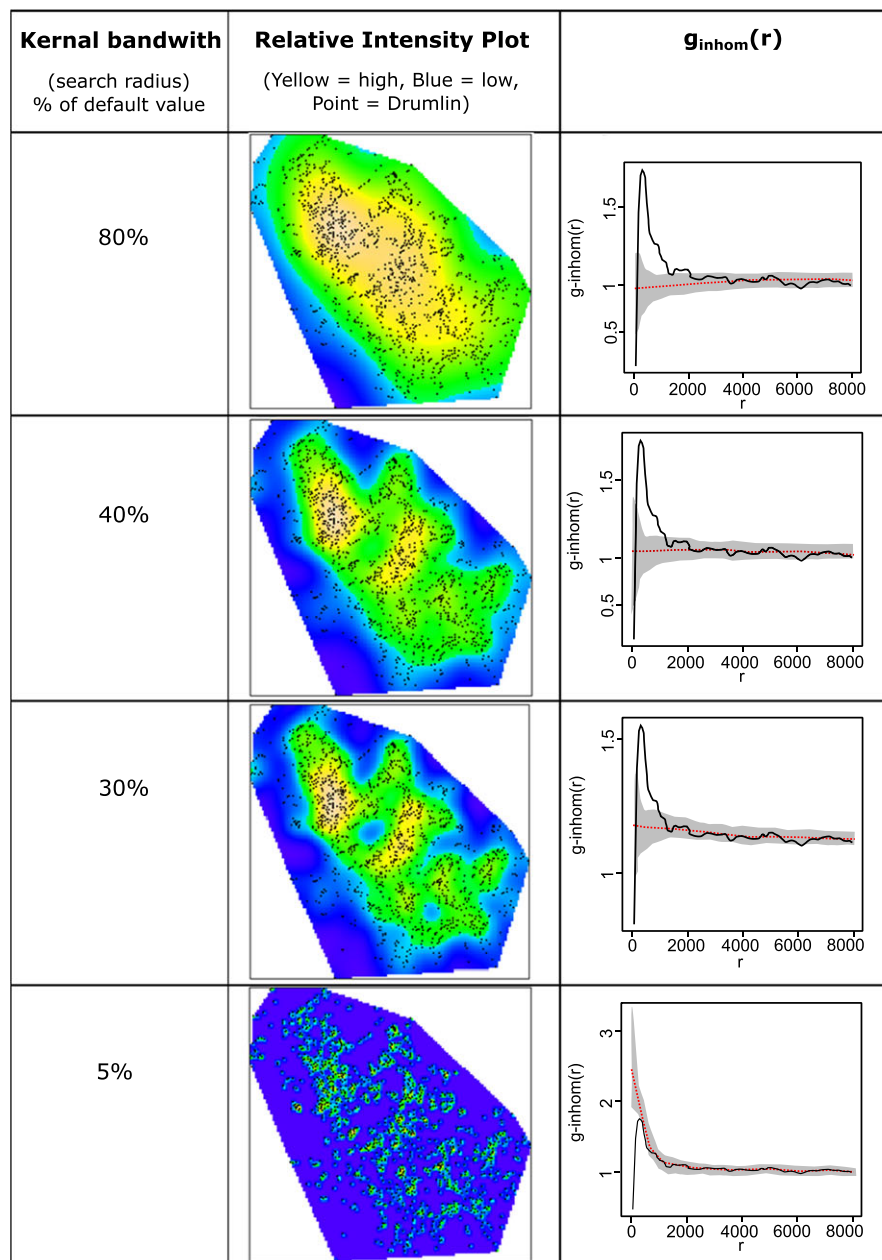 Kernal bandwith
(search radius)
% of default value
Relative Intensity Plot
(Yellow = high, Blue = low,
Point = Drumlin)
ginhom(r)
80%
g-inhom(r)
1.5
1
0.5
0 2000 4000 6000 8000
r
40%
g-inhom(r)
1.5
1
0.5
0 2000 4000 6000 8000
r
30%
g-inhom(r)
1.5
1
0 2000 4000 6000 8000
r
5%
g-inhom(r)
3
2
1
0 2000 4000 6000 8000
r